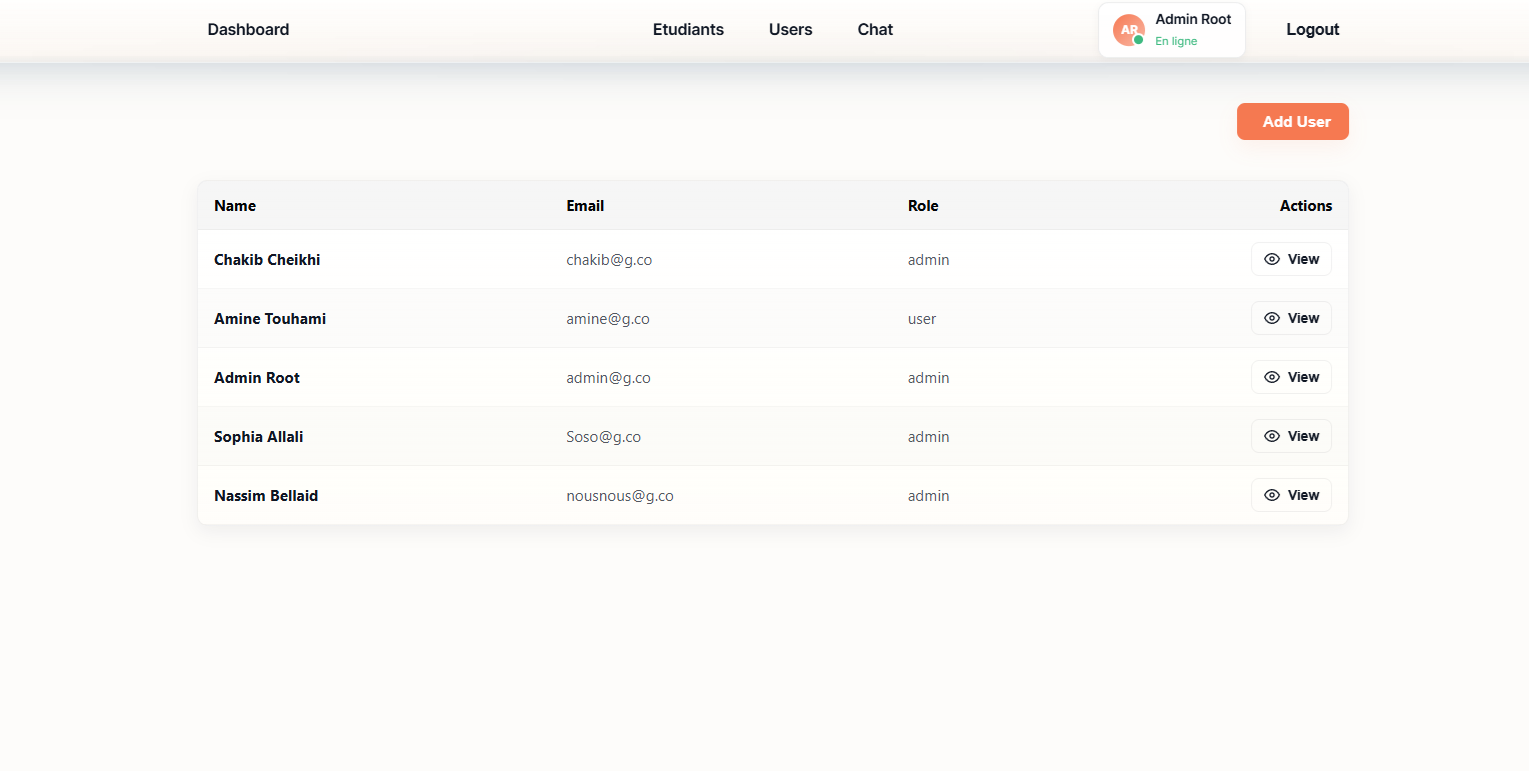 Dashboard Etudiants Users Chat AR Admin Root Logout
En ligne
Add User
Name Email Role Actions
Chakib Cheikhi chakib@g.co admin View
Amine Touhami amine@g.co user View
Admin Root admin@g.co admin View
Sophia Allali Soso@g.co admin View
Nassim Bellaid nousnous@g.co admin View